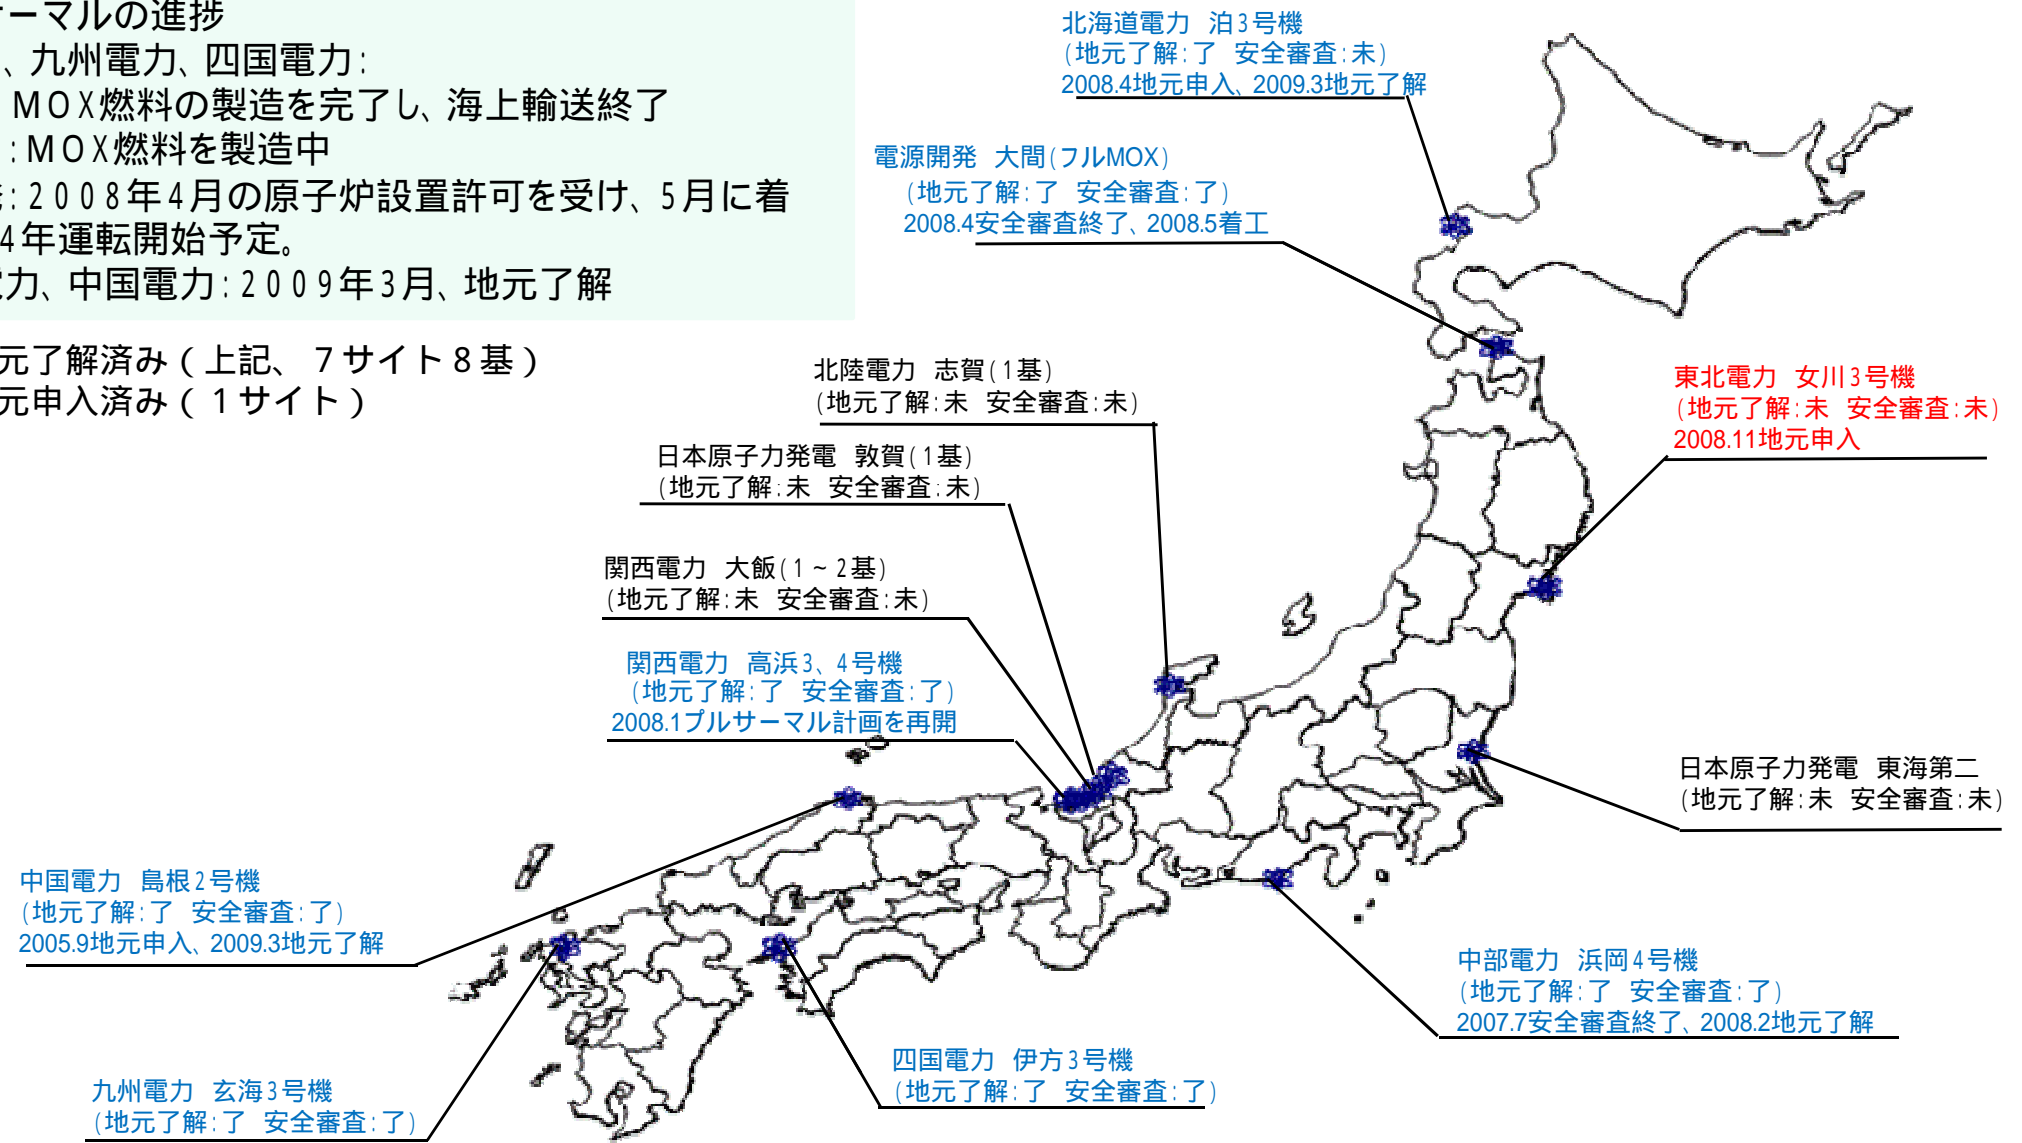 ーマルの進捗
、九州電力、四国電力:
MOX燃料の製造を完了し、海上輸送終了
:MOX燃料を製造中
:2008年4月の原子炉設置許可を受け、5月に着
4年運転開始予定。
力、中国電力:2009年3月、地元了解
元了解済み(上記、7サイト8基)
元申入済み(1サイト)
北海道電力 泊3号機
(地元了解:了 安全審査:未)
2008.4地元申入、2009.3地元了解
電源開発 大間(フルMOX)
(地元了解:了 安全審査:了)
2008.4安全審査終了、2008.5着工
北陸電力 志賀(1基)
(地元了解:未 安全審査:未)
東北電力 女川3号機
(地元了解:未 安全審査:未)
2008.11地元申入
日本原子力発電 敦賀(1基)
(地元了解:未 安全審査:未)
関西電力 大飯(1~2基)
(地元了解:未 安全審査:未)
関西電力 高浜3、4号機
(地元了解:了 安全審査:了)
2008.1プルサーマル計画を再開
日本原子力発電 東海第二
(地元了解:未 安全審査:未)
中国電力 島根2号機
(地元了解:了 安全審査:了)
2005.9地元申入、2009.3地元了解
中部電力 浜岡4号機
(地元了解:了 安全審査:了)
2007.7安全審査終了、2008.2地元了解
四国電力 伊方3号機
(地元了解:了 安全審査:了)
九州電力 玄海3号機
(地元了解:了 安全審査:了)